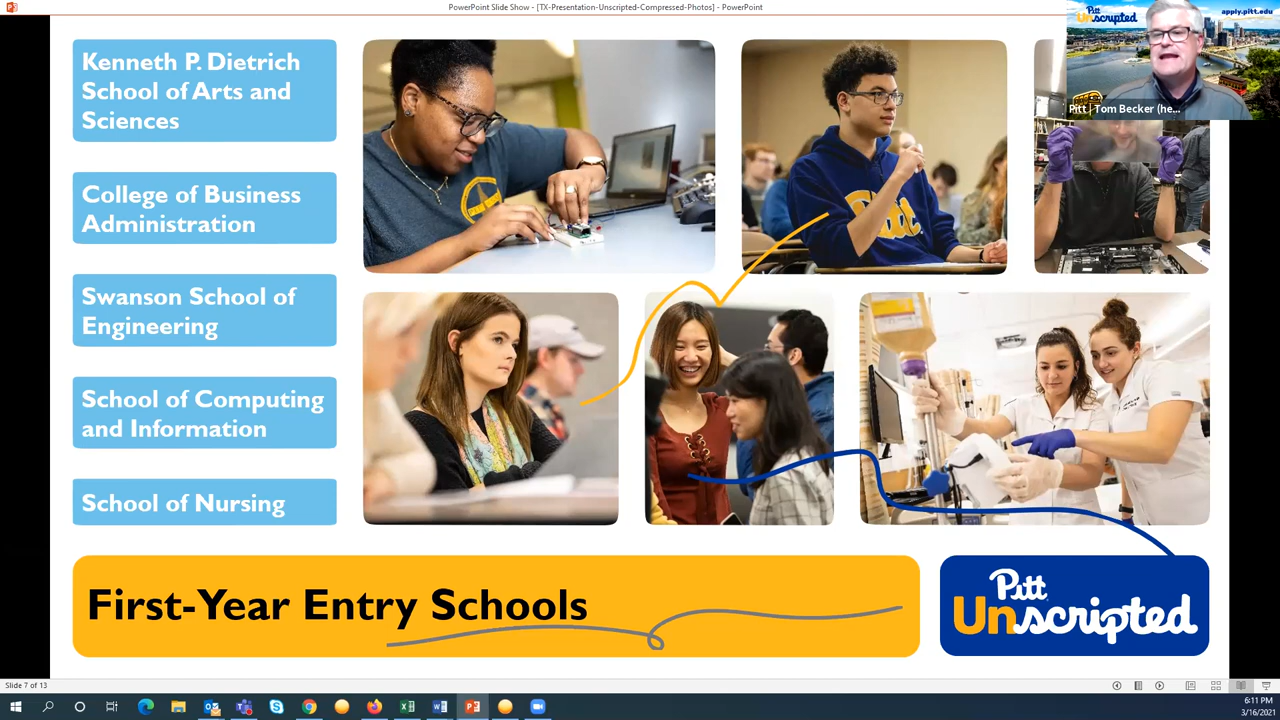 PowerPoint Slide Show - [TX-Presentation-Unscripted-Compressed-Photos] - PowerPoint
Pitt
Unscripted
apply.pitt.edu
Pitt | Tom Becker (he...
Kenneth P. Dietrich
School of Arts and
Sciences
College of Business
Administration
Swanson School of
Engineering
School of Computing
and Information
School of Nursing
Pitt
First-Year Entry Schools
Pitt
Unscripted
Slide 7 of 13
6:11 PM
3/16/2021